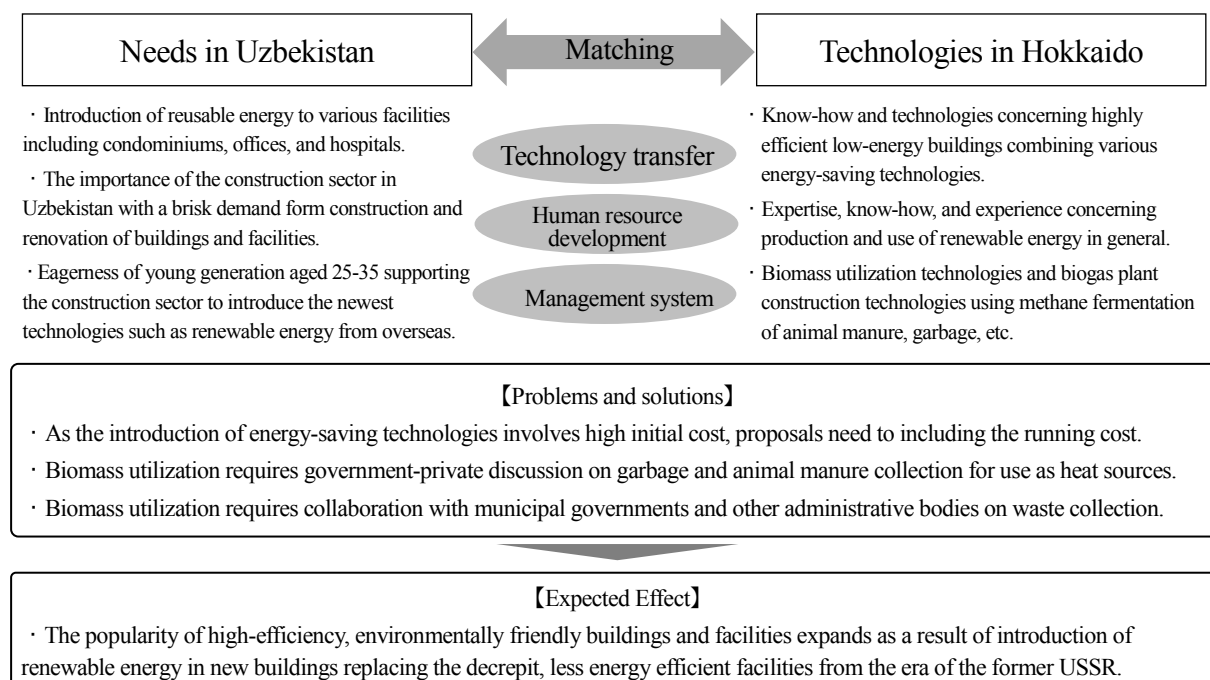 Needs in Uzbekistan
Matching
Technologies in Hokkaido
· Introduction of reusable energy to various facilities
including condominiums, offices, and hospitals.
· The importance of the construction sector in
Uzbekistan with a brisk demand form construction and
renovation of buildings and facilities.
· Eagerness of young generation aged 25-35 supporting
the construction sector to introduce the newest
technologies such as renewable energy from overseas.
Technology transfer
Human resource
development
Management system
· Know-how and technologies concerning highly
efficient low-energy buildings combining various
energy-saving technologies.
· Expertise, know-how, and experience concerning
production and use of renewable energy in general.
· Biomass utilization technologies and biogas plant
construction technologies using methane fermentation
of animal manure, garbage, etc.
【Problems and solutions】
· As the introduction of energy-saving technologies involves high initial cost, proposals need to including the running cost.
· Biomass utilization requires government-private discussion on garbage and animal manure collection for use as heat sources.
· Biomass utilization requires collaboration with municipal governments and other administrative bodies on waste collection.
【Expected Effect】
· The popularity of high-efficiency, environmentally friendly buildings and facilities expands as a result of introduction of
renewable energy in new buildings replacing the decrepit, less energy efficient facilities from the era of the former USSR.